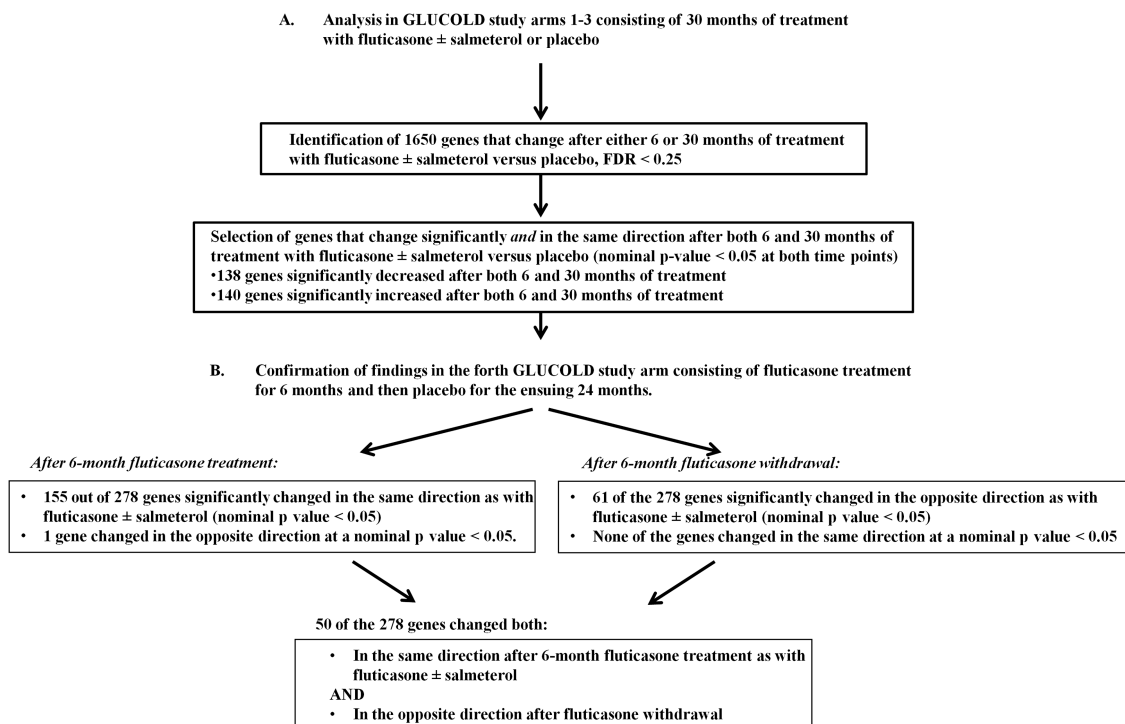 A. Analysis in GLUCOLD study arms 1-3 consisting of 30 months of treatment
with fluticasone ± salmeterol or placebo
Identification of 1650 genes that change after either 6 or 30 months of treatment
with fluticasone ± salmeterol versus placebo, FDR < 0.25
Selection of genes that change significantly and in the same direction after both 6 and 30 months of
treatment with fluticasone ± salmeterol versus placebo (nominal p-value < 0.05 at both time points)
•138 genes significantly decreased after both 6 and 30 months of treatment
•140 genes significantly increased after both 6 and 30 months of treatment
B. Confirmation of findings in the forth GLUCOLD study arm consisting of fluticasone treatment
for 6 months and then placebo for the ensuing 24 months.
After 6-month fluticasone treatment:
• 155 out of 278 genes significantly changed in the same direction as with
fluticasone ± salmeterol (nominal p value < 0.05)
• 1 gene changed in the opposite direction at a nominal p value < 0.05.
After 6-month fluticasone withdrawal:
• 61 of the 278 genes significantly changed in the opposite direction as with
fluticasone ± salmeterol (nominal p value < 0.05)
• None of the genes changed in the same direction at a nominal p value < 0.05
50 of the 278 genes changed both:
• In the same direction after 6-month fluticasone treatment as with
fluticasone ± salmeterol
AND
• In the opposite direction after fluticasone withdrawal